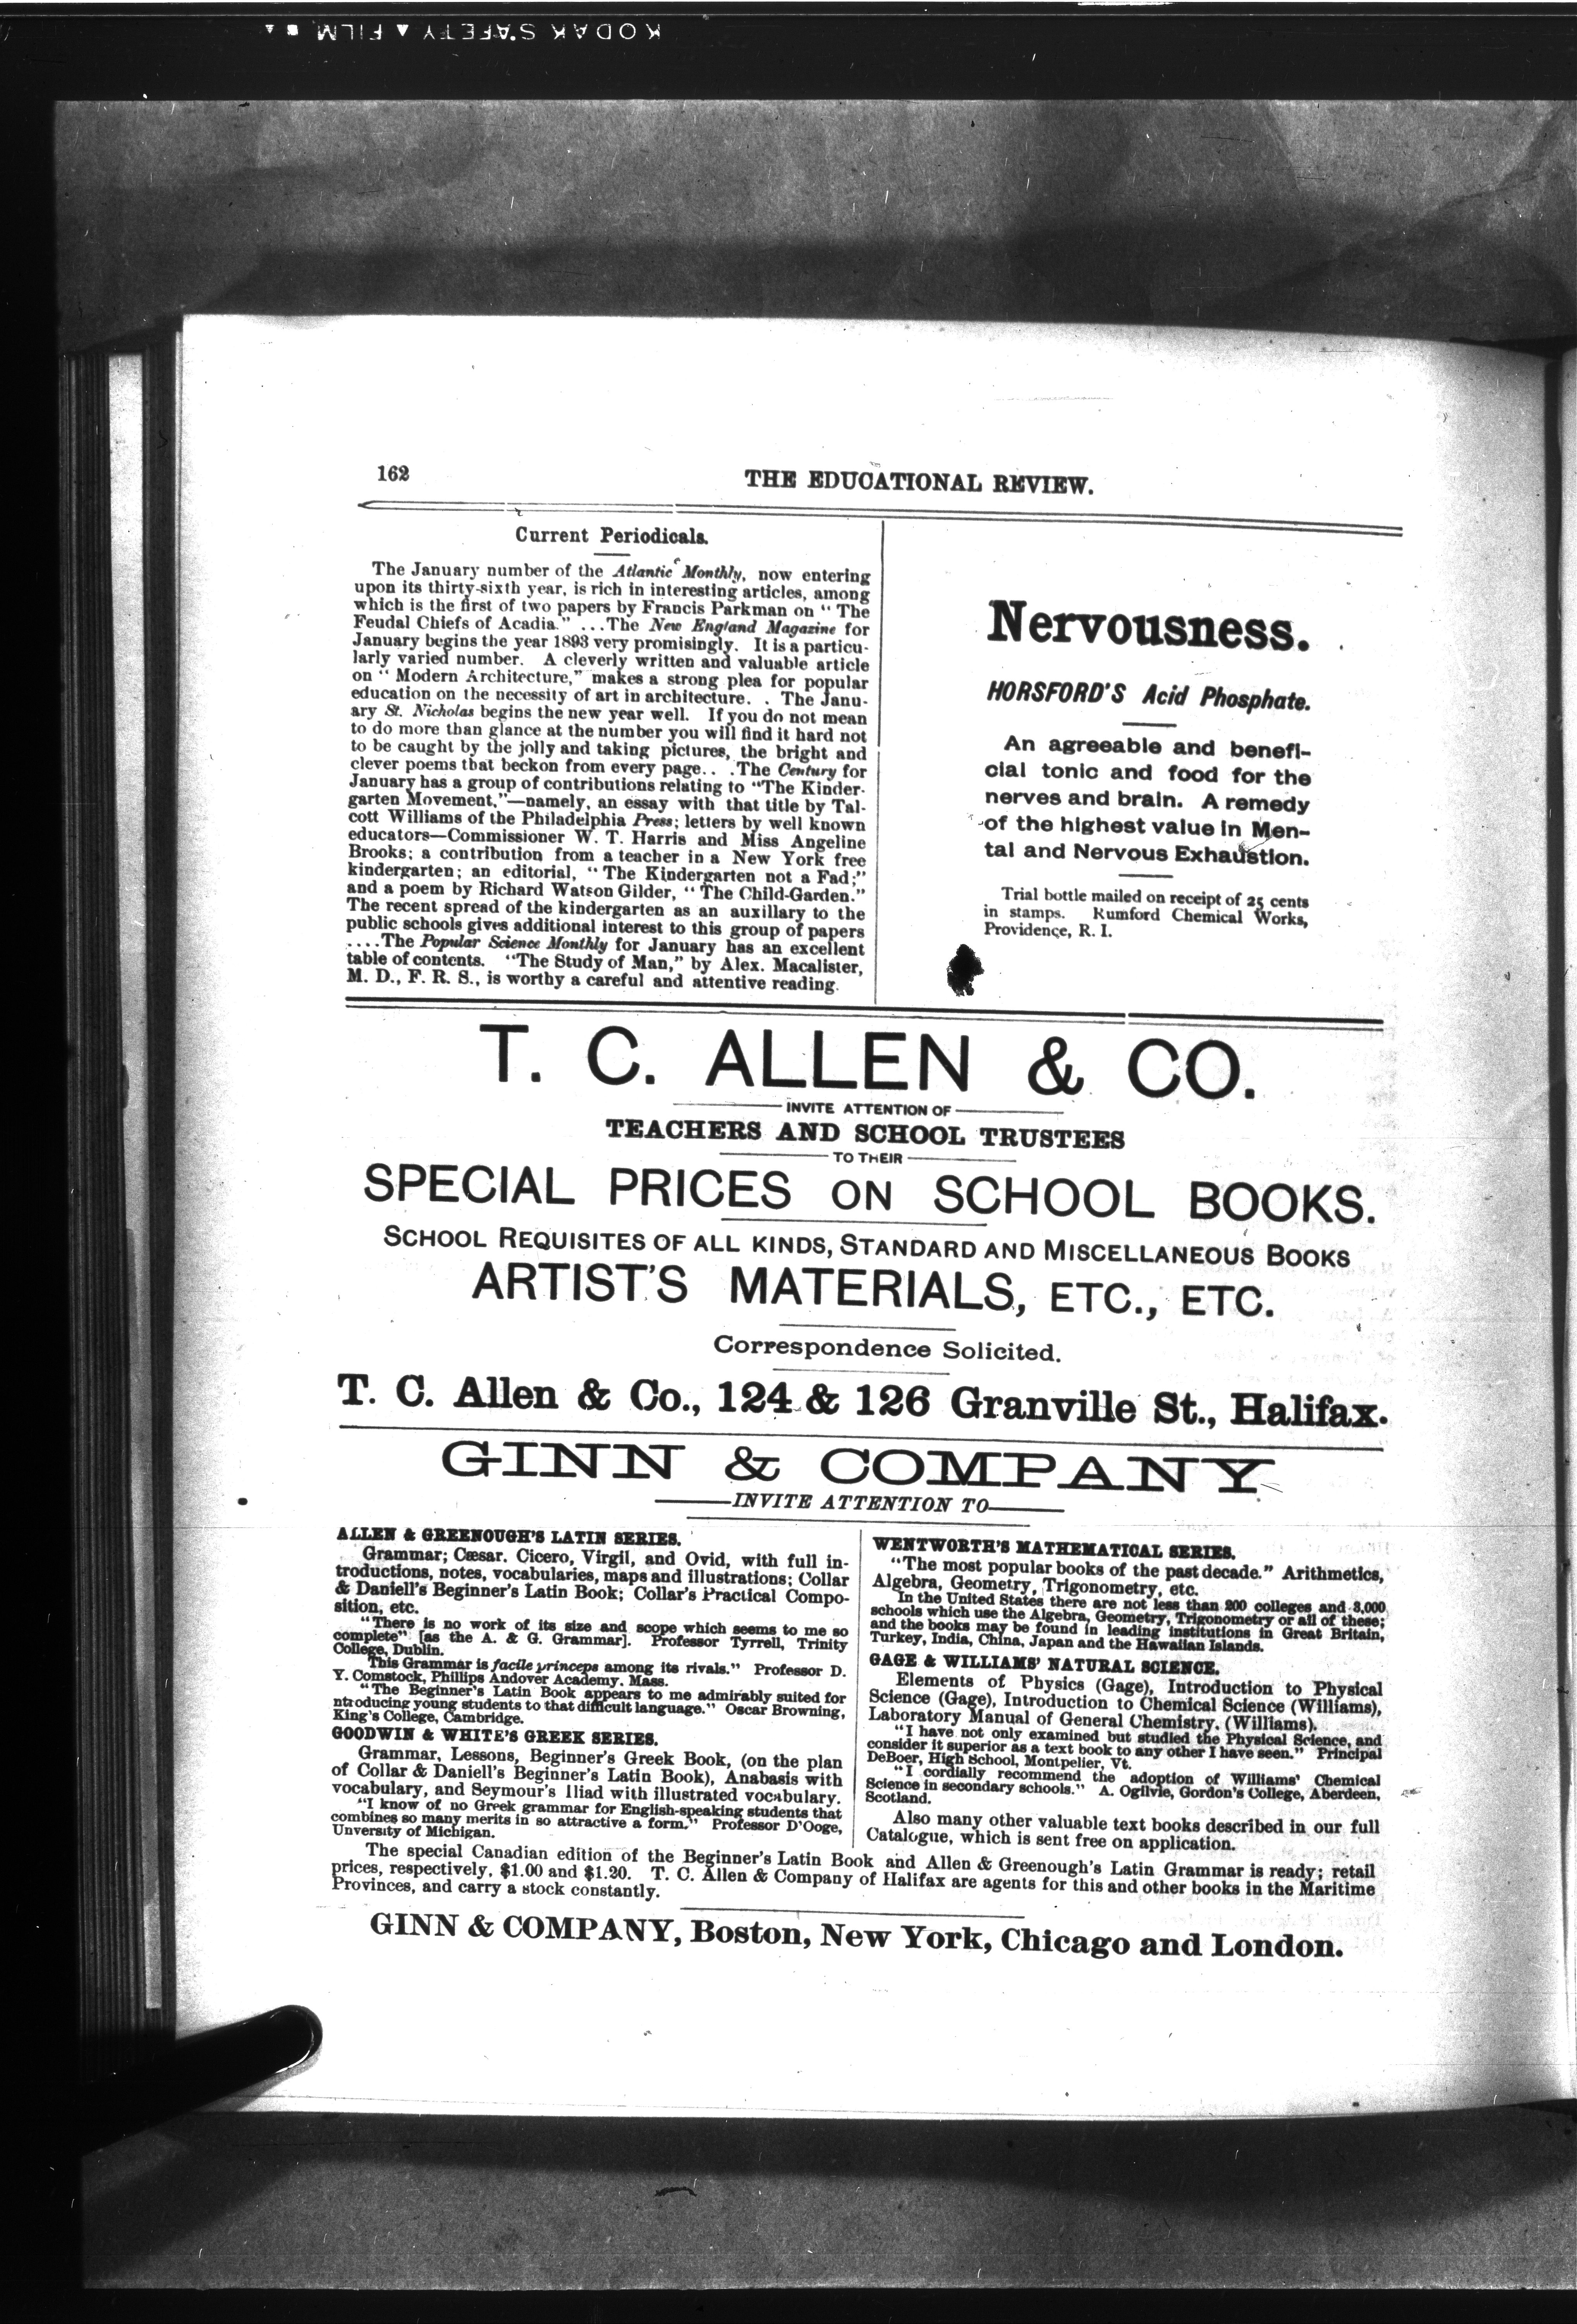 KODAK SAFETY FILM
162
THE EDUCATIONAL REVIEW.
Current Periodicals.
The January number of the Atlantic Monthly, now entering
upon its thirty-sixth year, is rich in interesting articles, among
which is the first of two papers by Francis Parkman on "The
Feudal Chiefs of Acadia." ...The New England Magazine for
January begins the year 1893 very promisingly. It is a particu-
larly varied number. A cleverly written and valuable article
on "Modern Architecture," makes a strong plea for popular
education on the necessity of art in architecture. . The Janu-
ary St. Nicholas begins the new year well. If you do not mean
to do more than glance at the number you will find it hard not
to be caught by the jolly and taking pictures, the bright and
clever poems that beckon from every page.. .The Century for
January has a group of contributions relating to "The Kinder-
garten Movement,"—namely, an essay with that title by Tal-
cott Williams of the Philadelphia Press; letters by well known
educators—Commissioner W. T. Harris and Miss Angeline
Brooks; a contribution from a teacher in a New York free
kindergarten; an editorial, "The Kindergarten not a Fad;"
and a poem by Richard Watson Gilder, "The Child-Garden."
The recent spread of the kindergarten as an auxillary to the
public schools gives additional interest to this group of papers
....The Popular Science Monthly for January has an excellent
table of contents. "The Study of Man," by Alex. Macalister,
M. D., F. R. S., is worthy a careful and attentive reading.
Nervousness.
HORSFORD'S Acid Phosphate.
An agreeable and benefi-
cial tonic and food for the
nerves and brain. A remedy
of the highest value in Men-
tal and Nervous Exhaustion.
Trial bottle mailed on receipt of 25 cents
in stamps. Rumford Chemical Works,
Providence, R. I.
T. C. ALLEN & CO.
INVITE ATTENTION OF
TEACHERS AND SCHOOL TRUSTEES
TO THEIR
SPECIAL PRICES ON SCHOOL BOOKS.
SCHOOL REQUISITES OF ALL KINDS, STANDARD AND MISCELLANEOUS BOOKS
ARTIST'S MATERIALS, ETC., ETC.
Correspondence Solicited.
T. C. Allen & Co., 124 & 126 Granville St., Halifax.
GINN & COMPANY
INVITE ATTENTION TO
ALLEN & GREENOUGH'S LATIN SERIES.
Grammar; Cæsar. Cicero, Virgil, and Ovid, with full in-
troductions, notes, vocabularies, maps and illustrations; Collar
& Daniell's Beginner's Latin Book; Collar's Practical Compo-
sition, etc.
"There is no work of its size and scope which seems to me so
complete" [as the A. & G. Grammar]. Professor Tyrrell, Trinity
College, Dublin.
This Grammar is facile princeps among its rivals." Professor D.
Y. Comstock, Phillips Andover Academy. Mass.
"The Beginner's Latin Book appears to me admirably suited for
ntroducing young students to that difficult language." Oscar Browning,
King's College, Cambridge.
GOODWIN & WHITE'S GREEK SERIES.
Grammar, Lessons, Beginner's Greek Book, (on the plan
of Collar & Daniell's Beginner's Latin Book), Anabasis with
vocabulary, and Seymour's Iliad with illustrated vocabulary.
"I know of no Greek grammar for English-speaking students that
combines so many merits in so attractive a form." Professor D'Ooge,
Unversity of Michigan.
WENTWORTH'S MATHEMATICAL SERIES.
"The most popular books of the past decade." Arithmetics,
Algebra, Geometry, Trigonometry, etc.
In the United States there are not less than 200 colleges and 3,000
schools which use the Algebra, Geometry, Trigonometry or all of these;
and the books may be found in leading institutions in Great Britain,
Turkey, India, China, Japan and the Hawaiian Islands.
GAGE & WILLIAMS' NATURAL SCIENCE.
Elements of Physics (Gage), Introduction to Physical
Science (Gage), Introduction to Chemical Science (Williams),
Laboratory Manual of General Chemistry. (Williams).
"I have not only examined but studied the Physical Science, and
consider it superior as a text book to any other I have seen." Principal
DeBoer, High School, Montpelier, Vt.
"I cordially recommend the adoption of Williams' Chemical
Science in secondary schools." A. Ogilvie, Gordon's College, Aberdeen,
Scotland.
Also many other valuable text books described in our full
Catalogue, which is sent free on application.
The special Canadian edition of the Beginner's Latin Book and Allen & Greenough's Latin Grammar is ready; retail
prices, respectively, $1.00 and $1.20. T. C. Allen & Company of Halifax are agents for this and other books in the Maritime
Provinces, and carry a stock constantly.
GINN & COMPANY, Boston, New York, Chicago and London.